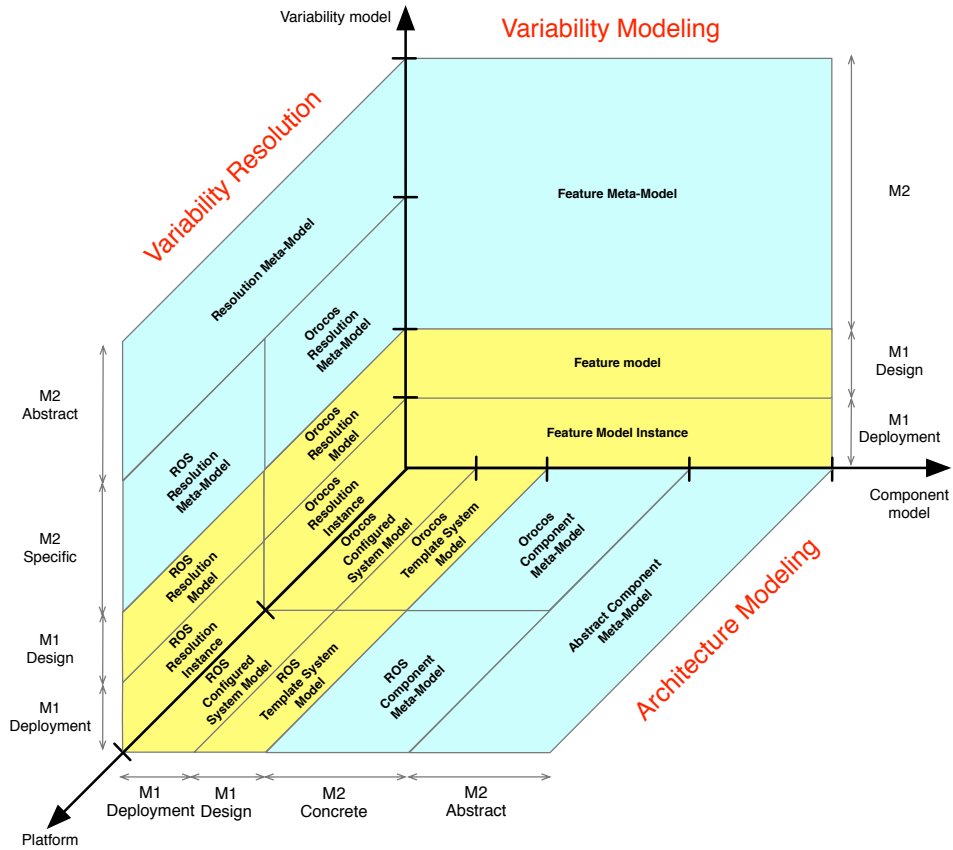 Variability model
Variability Modeling
Variability Resolution
Feature Meta-Model
M2
Resolution Meta-Model
Orocos
Resolution
Meta-Model
Feature model
M1
Design
M2
Abstract
Orocos
Resolution
Model
Feature Model Instance
M1
Deployment
ROS
Resolution
Meta-Model
Orocos
Resolution
Instance
Component
model
M2
Specific
Orocos
Configured
System Model
Orocos
Template System
Model
Orocos
Component
Meta-Model
Abstract Component
Meta-Model
Architecture Modeling
ROS
Resolution
Model
M1
Design
ROS
Resolution
Instance
ROS
Configured
System Model
ROS
Template System
Model
ROS
Component
Meta-Model
M1
Deployment
M1
Deployment
M1
Design
M2
Concrete
M2
Abstract
Platform